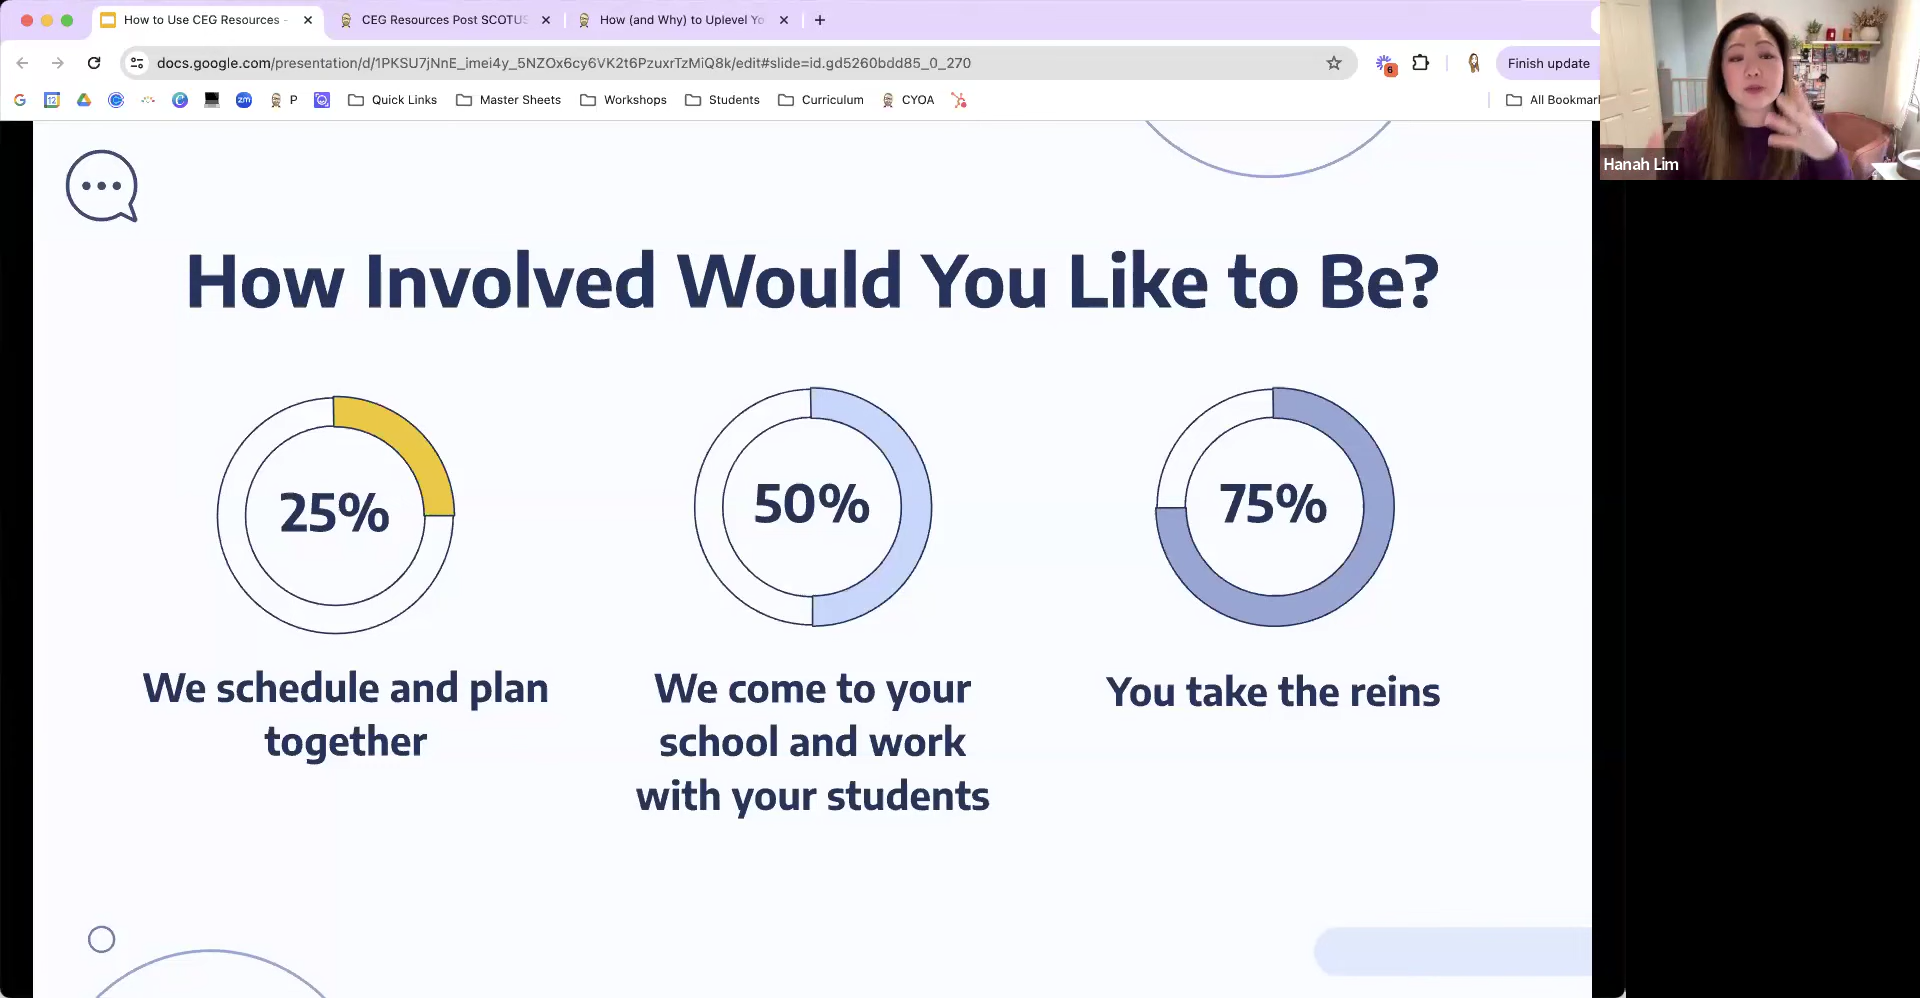 How to Use CEG Resources -
CEG Resources Post SCOTUS
How (and Why) to Uplevel Yo
docs.google.com/presentation/d/1PKSU7jNnE_imei4y_5NZOx6cy6VK2t6PzuxrTzMiQ8k/edit#slide=id.gd5260bdd85_0_270
6
Finish update
G
12
zm
P
Quick Links
Master Sheets
Workshops
Students
Curriculum
CYOA
All Bookmar
Hanah Lim
How Involved Would You Like to Be?
25%
50%
75%
We schedule and plan
together
We come to your
school and work
with your students
You take the reins